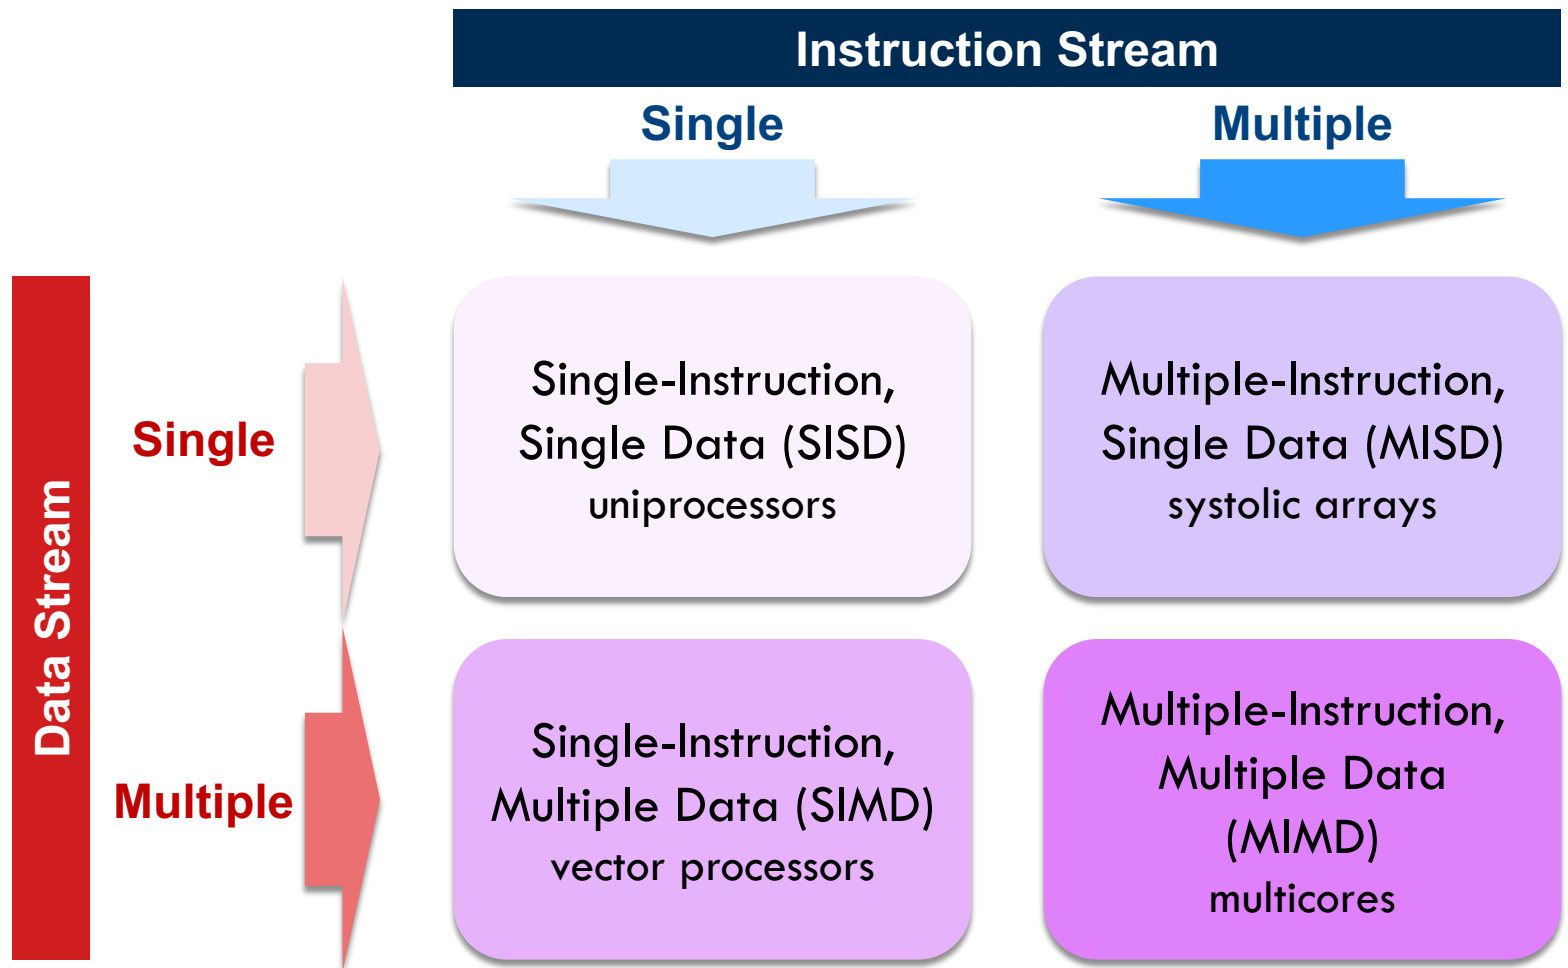 Instruction Stream
Single
Multiple
Data Stream
Single
Single-Instruction,
Single Data (SISD)
uniprocessors
Multiple-Instruction,
Single Data (MISD)
systolic arrays
Multiple
Single-Instruction,
Multiple Data (SIMD)
vector processors
Multiple-Instruction,
Multiple Data
(MIMD)
multicores